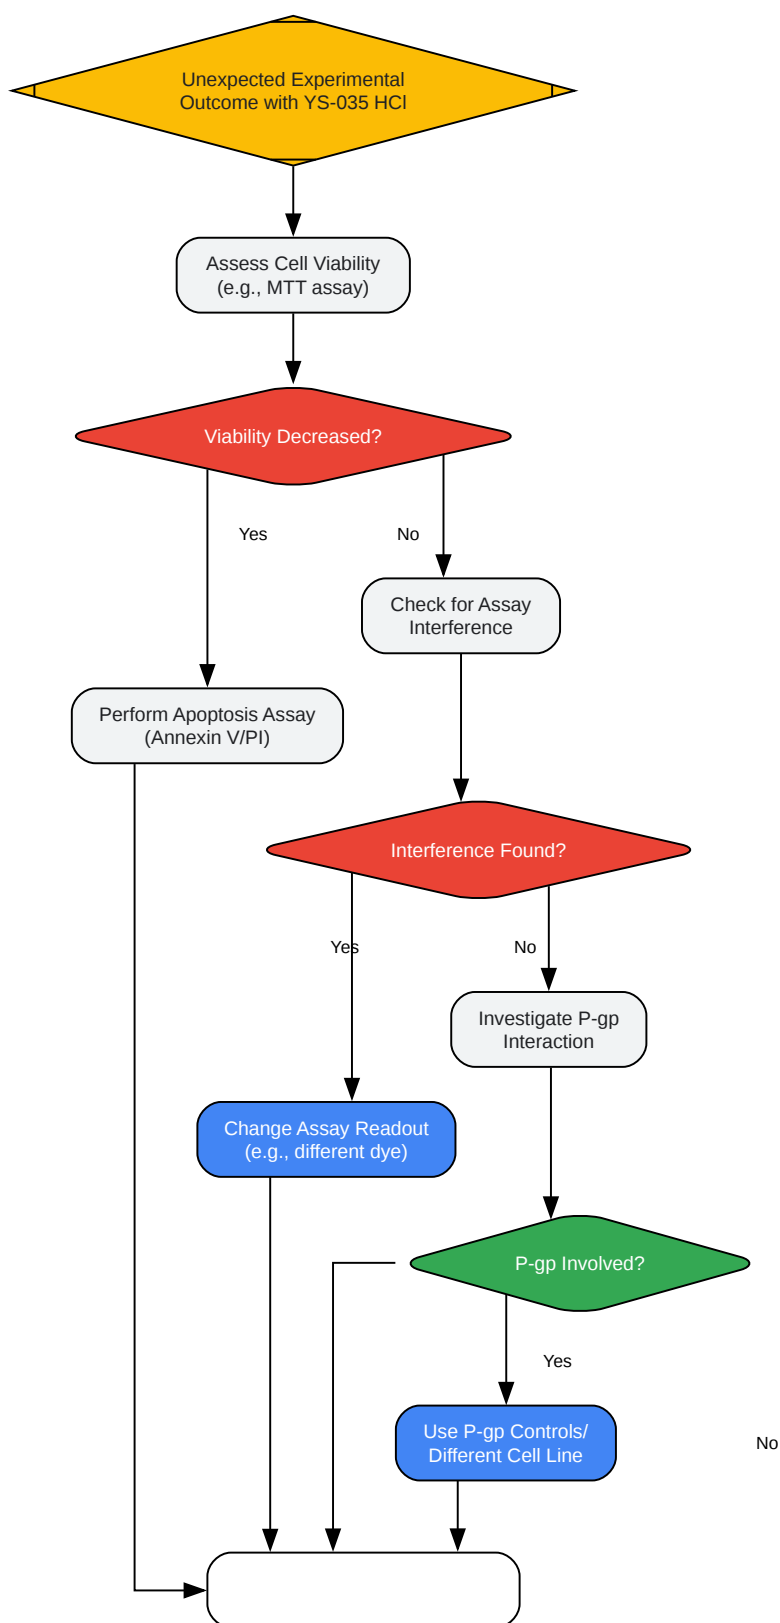 Unexpected Experimental
Outcome with YS-035 HCl
Assess Cell Viability
(e.g., MTT assay)
Viability Decreased?
Yes
No
Check for Assay
Interference
Perform Apoptosis Assay
(Annexin V/PI)
Interference Found?
Yes
No
Investigate P-gp
Interaction
Change Assay Readout
(e.g., different dye)
P-gp Involved?
Yes
Use P-gp Controls/
Different Cell Line
No